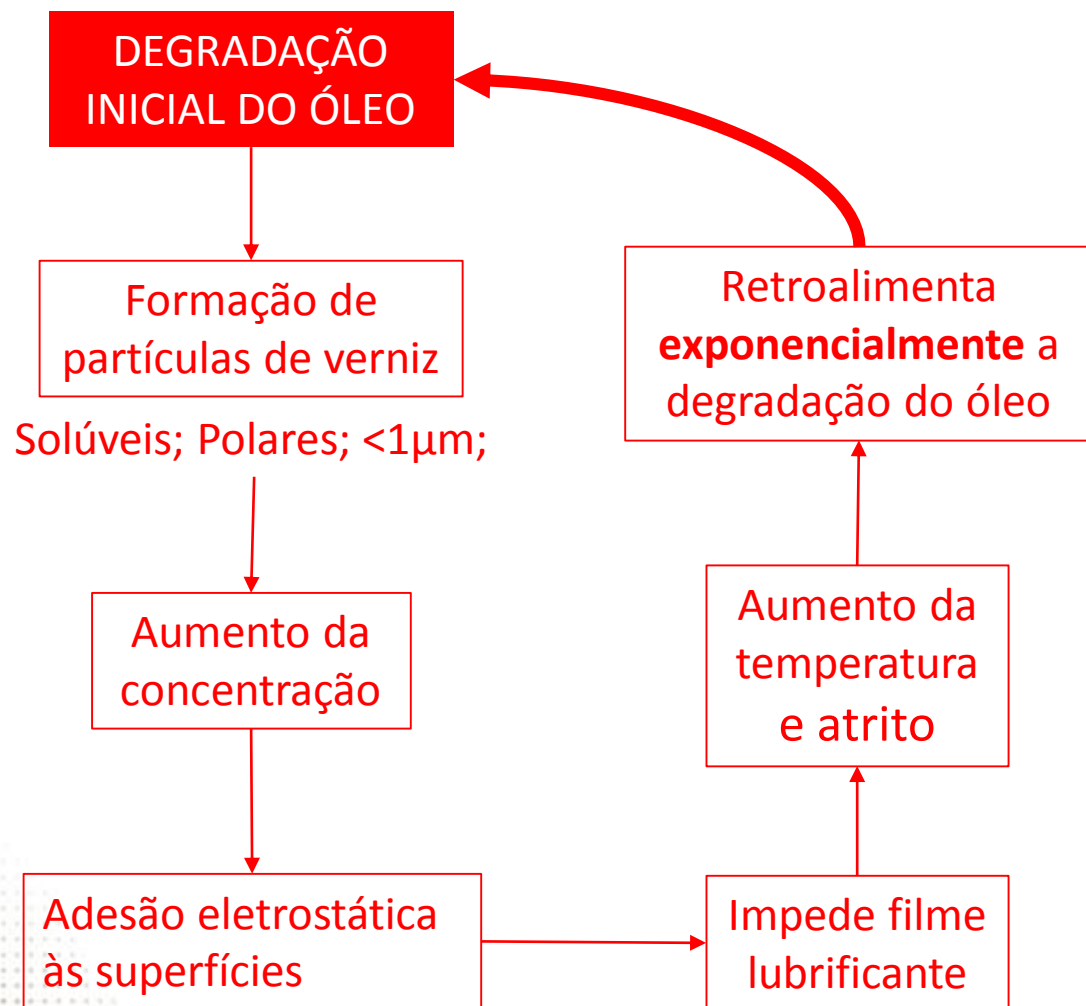 DEGRADAÇÃO
INICIAL DO ÓLEO
Formação de
partículas de verniz
Solúveis; Polares; <1µm;
Aumento da
concentração
Adesão eletrostática
às superfícies
Impede filme
lubrificante
Aumento da
temperatura
e atrito
Retroalimenta
exponencialmente a
degradação do óleo